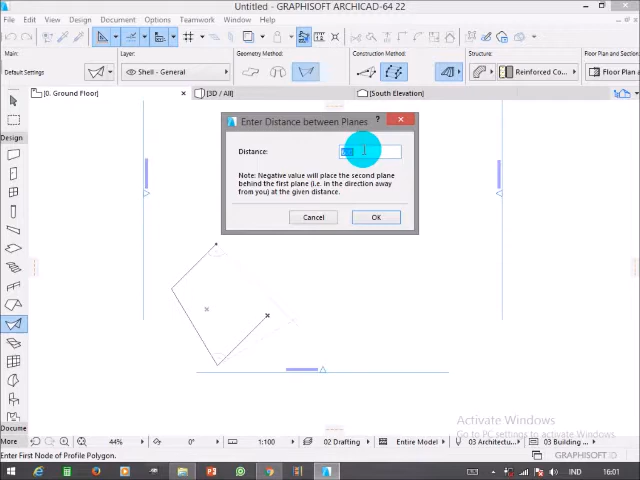 Untitled - GRAPHISOFT ARCHICAD-64 22
File Edit View Design Document Options Teamwork Window Help
Main: Layer: Geometry Method: Construction Method: Structure: Floor Plan and Section
Default Settings Shell - General Reinforced Co... Floor Plan
[0. Ground Floor] [3D / All] [South Elevation]
Design
Enter Distance between Planes
Distance:
Note: Negative value will place the second plane
behind the first plane (i.e. in the direction away
from you) at the given distance.
Cancel OK
Docume
More
Activate Windows
Go to PC settings to activate Windows.
44% 0° 1:100 02 Drafting Entire Model 03 Architectu... 03 Building ...
Enter First Node of Profile Polygon.
GRAPHISOFT
IND 16:01